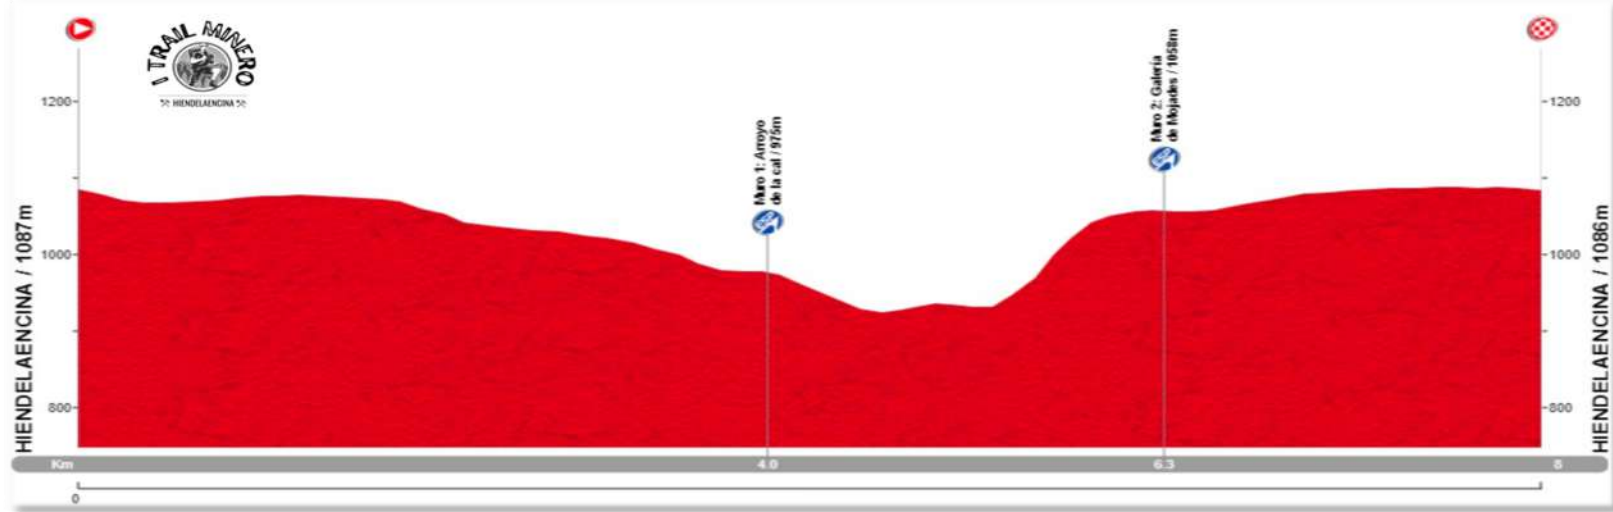 I TRAIL MINERO
HIENDELAENCINA
Muro 1: Arroyo
de la cal / 975m
Muro 2: Galería
de Mojades / 1058m
1200
1000
800
1200
1000
800
HIENDELAENCINA / 1087m
HIENDELAENCINA / 1086m
Km 4.0 6.3 8
0